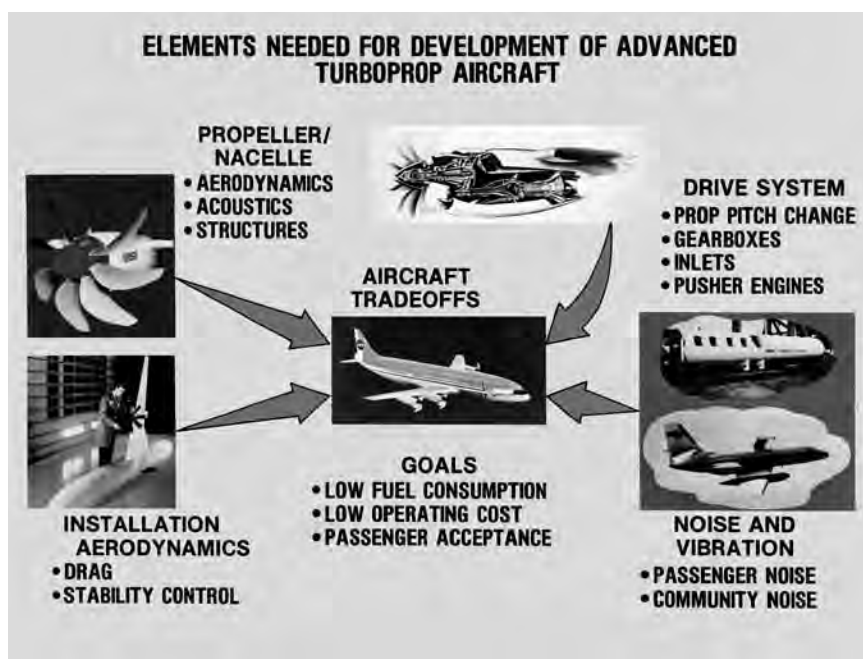 ELEMENTS NEEDED FOR DEVELOPMENT OF ADVANCED
TURBOPROP AIRCRAFT
PROPELLER/
NACELLE
• AERODYNAMICS
• ACOUSTICS
• STRUCTURES
DRIVE SYSTEM
• PROP PITCH CHANGE
• GEARBOXES
• INLETS
• PUSHER ENGINES
AIRCRAFT
TRADEOFFS
GOALS
• LOW FUEL CONSUMPTION
• LOW OPERATING COST
• PASSENGER ACCEPTANCE
INSTALLATION
AERODYNAMICS
• DRAG
• STABILITY CONTROL
NOISE AND
VIBRATION
• PASSENGER NOISE
• COMMUNITY NOISE